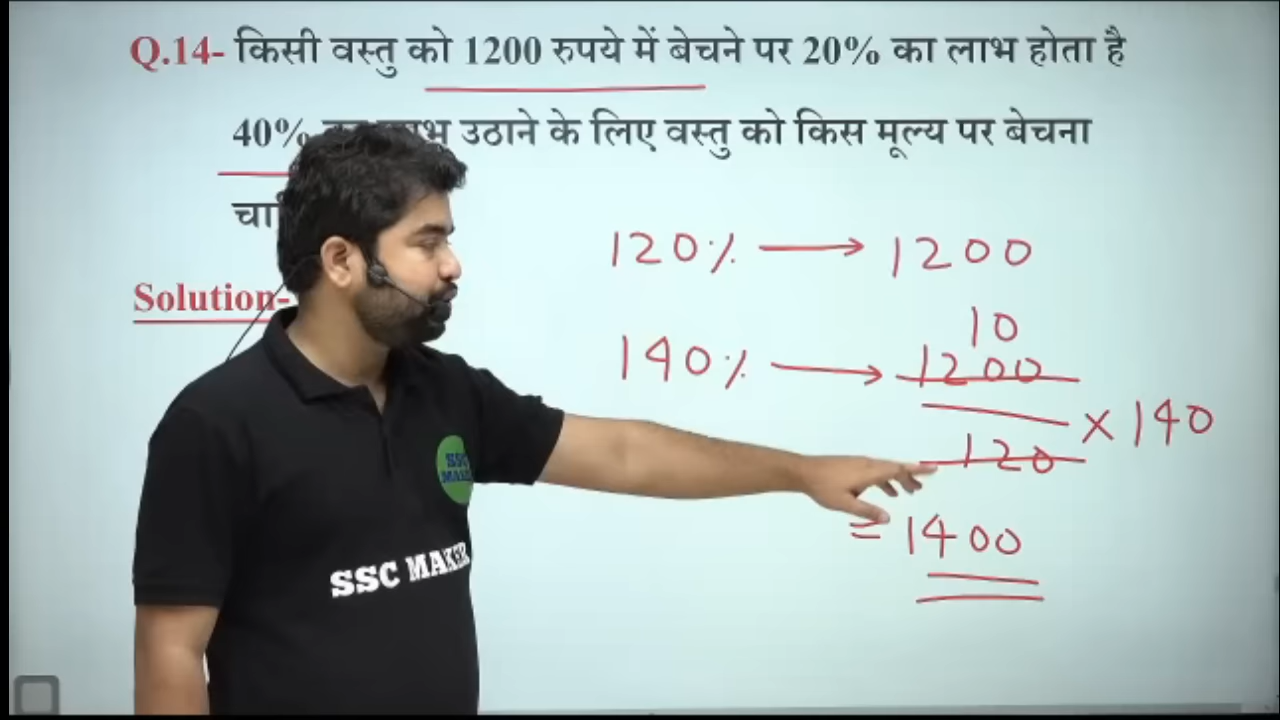 Q.14- किसी वस्तु को 1200 रुपये में बेचने पर 20% का लाभ होता है
40% लाभ उठाने के लिए वस्तु को किस मूल्य पर बेचना
Solution-
120% → 1200
10
140% → 1200
× 140
120
= 1400
SSC
SSC MAKER